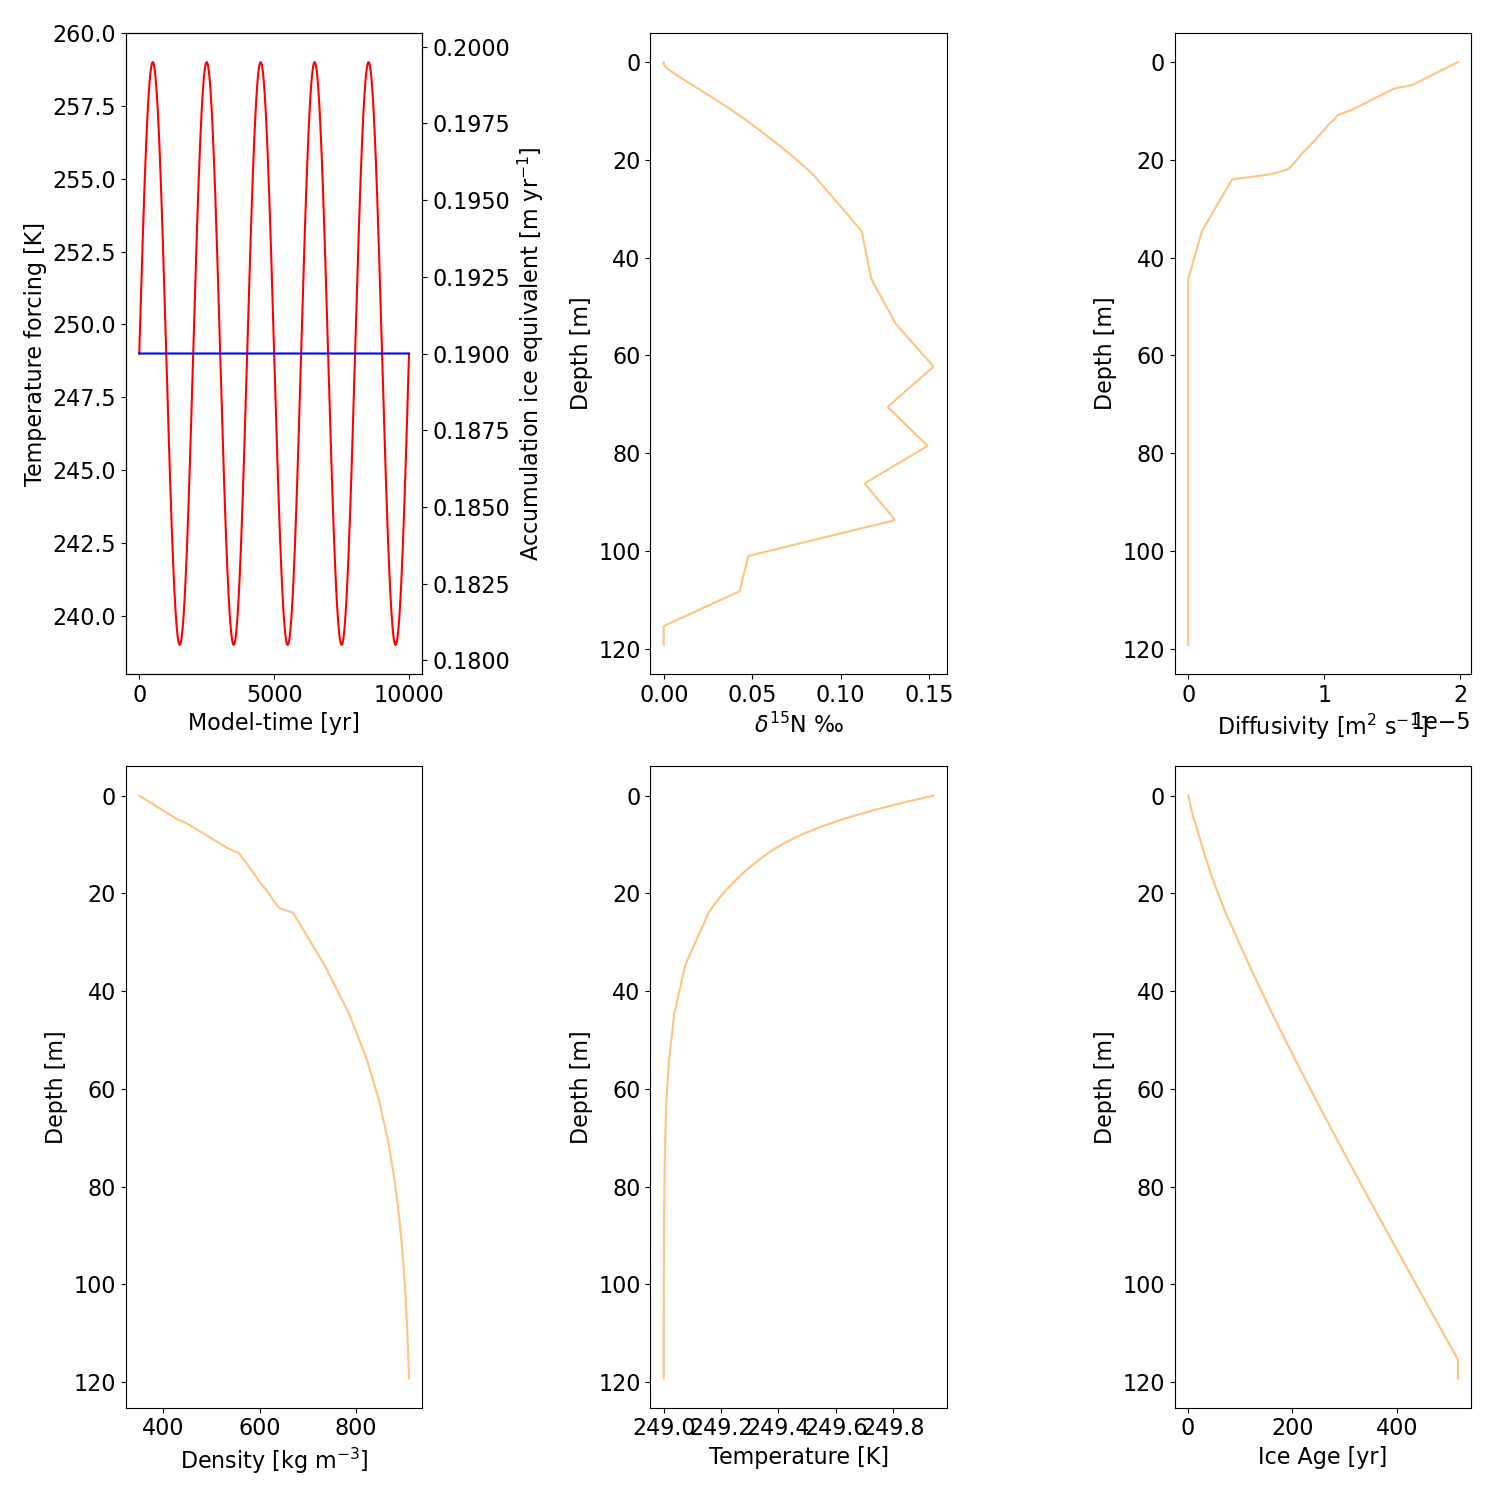 260.0
257.5
255.0
252.5
250.0
247.5
245.0
242.5
240.0
Temperature forcing [K]
0 5000 10000
Model-time [yr]
0.2000
0.1975
0.1950
0.1925
0.1900
0.1875
0.1850
0.1825
0.1800
Accumulation ice equivalent [m yr⁻¹]
0
20
40
60
80
100
120
Depth [m]
0.00 0.05 0.10 0.15
δ¹⁵N ‰
0
20
40
60
80
100
120
Depth [m]
0 1 2
Diffusivity [m² s⁻¹]
1e−5
0
20
40
60
80
100
120
Depth [m]
400 600 800
Density [kg m⁻³]
0
20
40
60
80
100
120
Depth [m]
249.0 249.2 249.4 249.6 249.8
Temperature [K]
0
20
40
60
80
100
120
Depth [m]
0 200 400
Ice Age [yr]